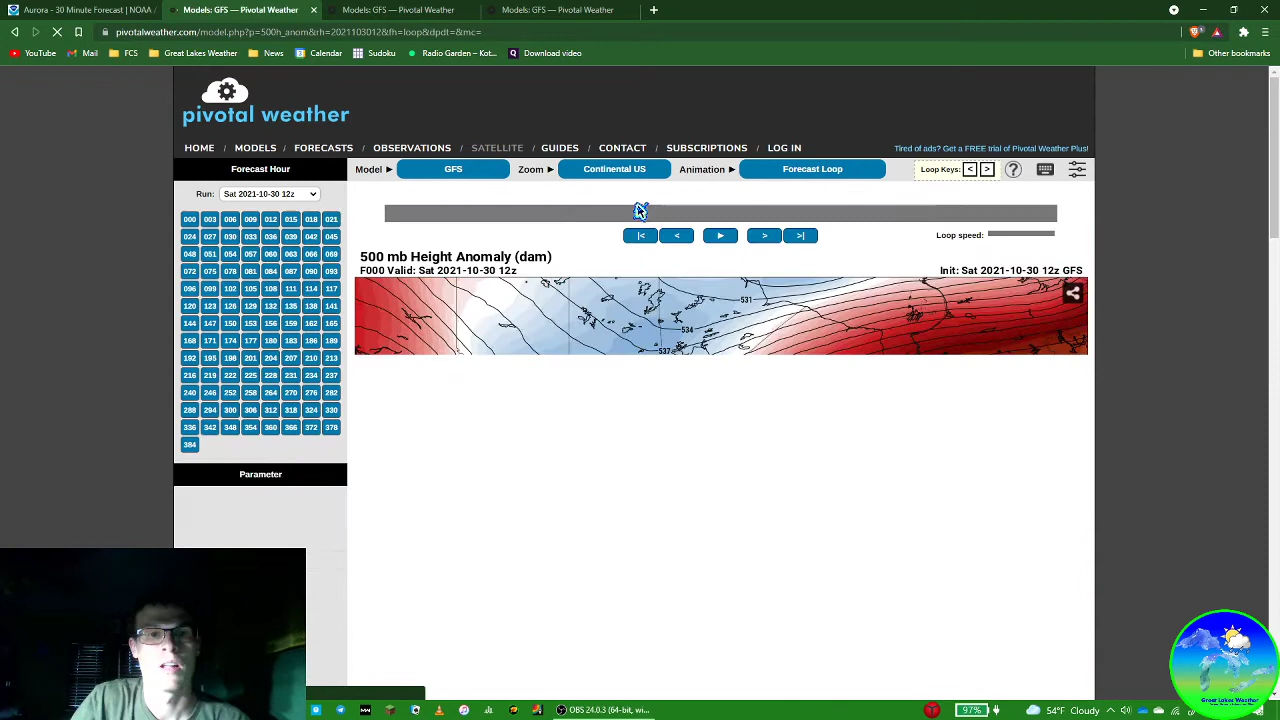 Aurora - 30 Minute Forecast | NOAA /
Models: GFS — Pivotal Weather
Models: GFS — Pivotal Weather
Models: GFS — Pivotal Weather
pivotalweather.com/model.php?p=500h_anom&rh=2021103012&fh=loop&dpdt=&mc=
YouTube
Mail
FCS
Great Lakes Weather
News
Calendar
Sudoku
Radio Garden – Kot...
Download video
Other bookmarks
pivotal weather
HOME / MODELS / FORECASTS / OBSERVATIONS / SATELLITE / GUIDES / CONTACT / SUBSCRIPTIONS / LOG IN
Tired of ads? Get a FREE trial of Pivotal Weather Plus!
Forecast Hour
Model ► GFS Zoom ► Continental US Animation ► Forecast Loop Loop Keys: < > ?
Run: Sat 2021-10-30 12z
000 003 006 009 012 015 018 021
024 027 030 033 036 039 042 045
048 051 054 057 060 063 066 069
072 075 078 081 084 087 090 093
096 099 102 105 108 111 114 117
120 123 126 129 132 135 138 141
144 147 150 153 156 159 162 165
168 171 174 177 180 183 186 189
192 195 198 201 204 207 210 213
216 219 222 225 228 231 234 237
240 246 252 258 264 270 276 282
288 294 300 306 312 318 324 330
336 342 348 354 360 366 372 378
384
|< < ► > >|
Loop speed:
500 mb Height Anomaly (dam)
F000 Valid: Sat 2021-10-30 12z
Init: Sat 2021-10-30 12z GFS
531
534
537
Parameter
Great Lakes Weather
OBS 24.0.3 (64-bit, wi...
97%
54°F Cloudy